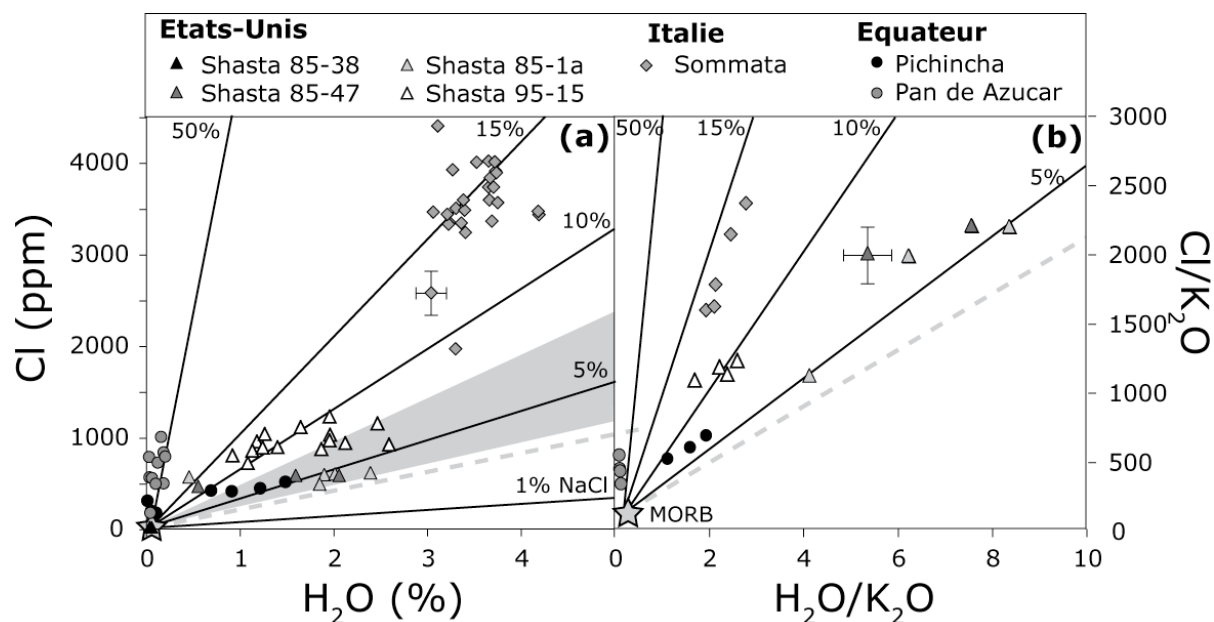 Etats-Unis
Italie
Equateur
Shasta 85-38
Shasta 85-1a
Sommata
Pichincha
Shasta 85-47
Shasta 95-15
Pan de Azucar
50%
15%
(a)
10%
5%
1% NaCl
4000
3000
2000
1000
0
Cl (ppm)
0
1
2
3
4
H₂O (%)
50%
15%
10%
(b)
5%
MORB
3000
2500
2000
1500
1000
500
0
Cl/K₂O
0
2
4
6
8
10
H₂O/K₂O